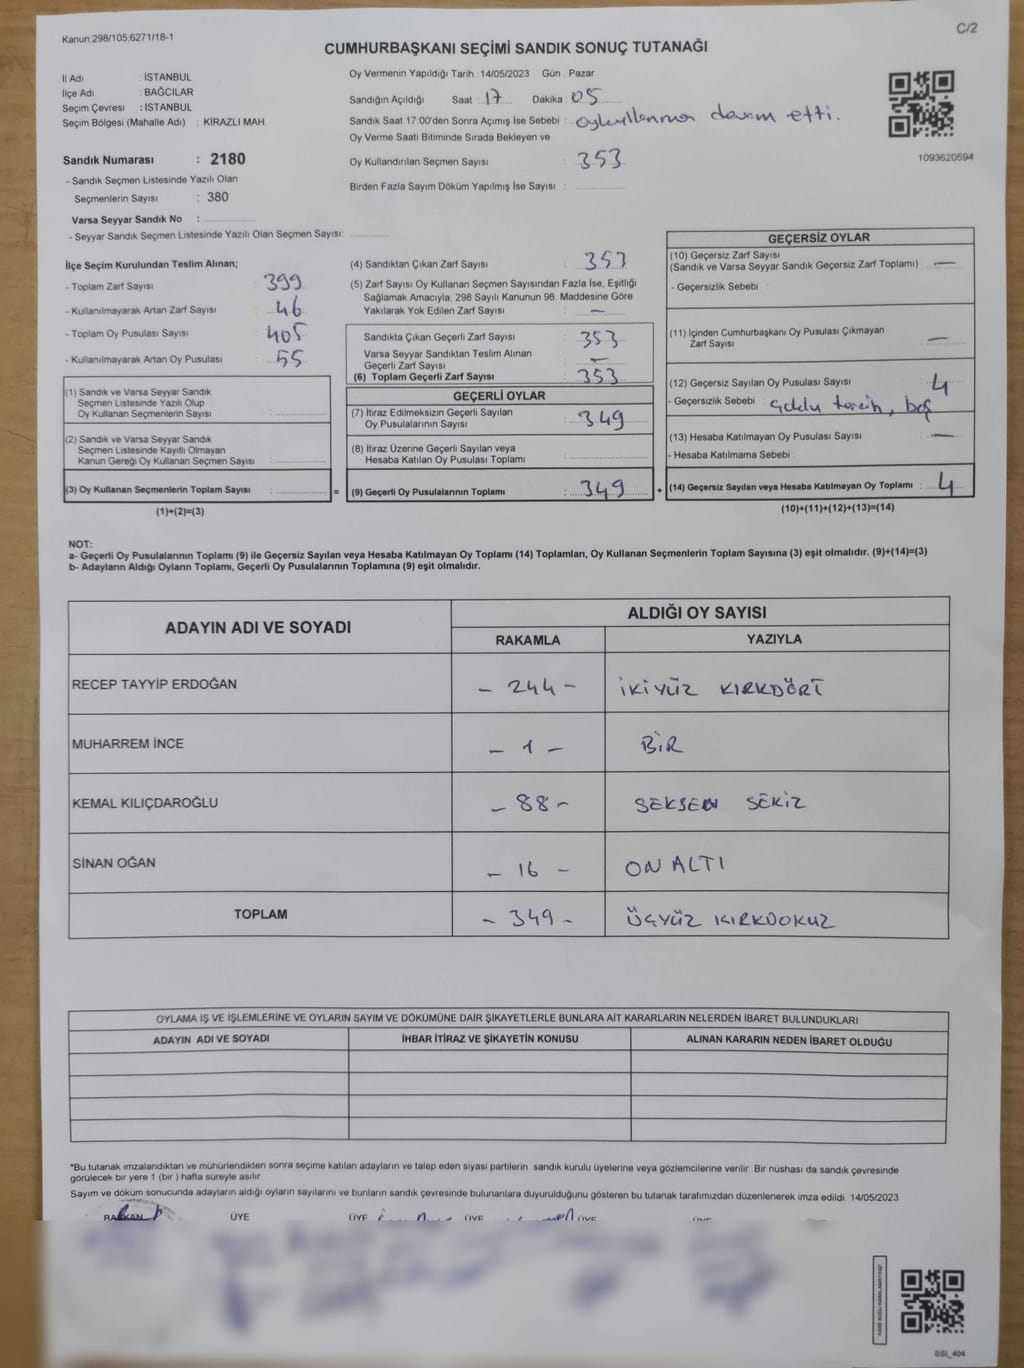 Kanun:298/105;6271/18-1
C/2
CUMHURBAŞKANI SEÇİMİ SANDIK SONUÇ TUTANAĞI
İl Adı : İSTANBUL
İlçe Adı : BAĞCILAR
Seçim Çevresi : İSTANBUL
Seçim Bölgesi (Mahalle Adı) : KİRAZLI MAH.
Sandık Numarası : 2180
- Sandık Seçmen Listesinde Yazılı Olan
Seçmenlerin Sayısı : 380
Varsa Seyyar Sandık No :
- Seyyar Sandık Seçmen Listesinde Yazılı Olan Seçmen Sayısı:
Oy Vermenin Yapıldığı Tarih : 14/05/2023 Gün : Pazar
Sandığın Açıldığı Saat : 17 Dakika : 05
Sandık Saat 17:00'den Sonra Açımış İse Sebebi : oykullanma devam etti.
Oy Verme Saati Bitiminde Sırada Bekleyen ve
Oy Kullandırılan Seçmen Sayısı : 353
Birden Fazla Sayım Döküm Yapılmış İse Sayısı :
1093620594
İlçe Seçim Kurulundan Teslim Alınan;
- Toplam Zarf Sayısı : 399
- Kullanılmayarak Artan Zarf Sayısı : 46
- Toplam Oy Pusulası Sayısı : 405
- Kullanılmayarak Artan Oy Pusulası : 55
(1) Sandık ve Varsa Seyyar Sandık
Seçmen Listesinde Yazılı Olup
Oy Kullanan Seçmenlerin Sayısı :
(2) Sandık ve Varsa Seyyar Sandık
Seçmen Listesinde Kayıtlı Olmayan
Kanun Gereği Oy Kullanan Seçmen Sayısı :
(3) Oy Kullanan Seçmenlerin Toplam Sayısı : =
(1)+(2)=(3)
(4) Sandıktan Çıkan Zarf Sayısı : 353
(5) Zarf Sayısı Oy Kullanan Seçmen Sayısından Fazla İse, Eşitliği
Sağlamak Amacıyla, 298 Sayılı Kanunun 98. Maddesine Göre
Yakılarak Yok Edilen Zarf Sayısı : —
Sandıkta Çıkan Geçerli Zarf Sayısı : 353
Varsa Seyyar Sandıktan Teslim Alınan
Geçerli Zarf Sayısı : —
(6) Toplam Geçerli Zarf Sayısı : 353
GEÇERLİ OYLAR
(7) İtiraz Edilmeksizin Geçerli Sayılan
Oy Pusulalarının Sayısı : 349
(8) İtiraz Üzerine Geçerli Sayılan veya
Hesaba Katılan Oy Pusulası Toplamı :
(9) Geçerli Oy Pusulalarının Toplamı : 349 +
GEÇERSİZ OYLAR
(10) Geçersiz Zarf Sayısı
(Sandık ve Varsa Seyyar Sandık Geçersiz Zarf Toplamı) : —
- Geçersizlik Sebebi :
(11) İçinden Cumhurbaşkanı Oy Pusulası Çıkmayan
Zarf Sayısı : —
(12) Geçersiz Sayılan Oy Pusulası Sayısı : 4
- Geçersizlik Sebebi : çoklu tercih, boş
(13) Hesaba Katılmayan Oy Pusulası Sayısı : —
- Hesaba Katılmama Sebebi :
(14) Geçersiz Sayılan veya Hesaba Katılmayan Oy Toplamı : 4
(10)+(11)+(12)+(13)=(14)
NOT:
a- Geçerli Oy Pusulalarının Toplamı (9) ile Geçersiz Sayılan veya Hesaba Katılmayan Oy Toplamı (14) Toplamları, Oy Kullanan Seçmenlerin Toplam Sayısına (3) eşit olmalıdır. (9)+(14)=(3)
b- Adayların Aldığı Oyların Toplamı, Geçerli Oy Pusulalarının Toplamına (9) eşit olmalıdır.
ADAYIN ADI VE SOYADI
ALDIĞI OY SAYISI
RAKAMLA YAZIYLA
RECEP TAYYİP ERDOĞAN - 244 - İKİYÜZ KIRKDÖRT
MUHARREM İNCE - 1 - BİR
KEMAL KILIÇDAROĞLU - 88 - SEKSEN SEKİZ
SİNAN OĞAN - 16 - ON ALTI
TOPLAM - 349 - ÜÇYÜZ KIRKDOKUZ
OYLAMA İŞ VE İŞLEMLERİNE VE OYLARIN SAYIM VE DÖKÜMÜNE DAİR ŞİKAYETLERLE BUNLARA AİT KARARLARIN NELERDEN İBARET BULUNDUKLARI
ADAYIN ADI VE SOYADI İHBAR İTİRAZ VE ŞİKAYETİN KONUSU ALINAN KARARIN NEDEN İBARET OLDUĞU
*Bu tutanak imzalandıktan ve mühürlendikten sonra seçime katılan adayların ve talep eden siyasi partilerin sandık kurulu üyelerine veya gözlemcilerine verilir. Bir nüshası da sandık çevresinde
görülecek bir yere 1 (bir ) hafta süreyle asılır.
Sayım ve döküm sonucunda adayların aldığı oyların sayılarını ve bunların sandık çevresinde bulunanlara duyurulduğunu gösteren bu tutanak tarafımızdan düzenlenerek imza edildi. 14/05/2023
BAŞKAN ÜYE ÜYE ÜYE ÜYE ÜYE
SSI_404